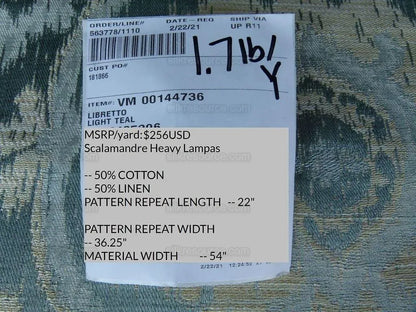 ORDER/LINE# DATE - REQ SHIP VIA
563778/1110 2/22/21 UP R11
1.7 lb/
Y
CUST PO#
181866
ITEM#: VM 00144736
LIBRETTO
LIGHT TEAL
MSRP/yard:$256USD
Scalamandre Heavy Lampas
-- 50% COTTON
-- 50% LINEN
PATTERN REPEAT LENGTH -- 22"
PATTERN REPEAT WIDTH
-- 36.25"
MATERIAL WIDTH -- 54"
2/22/21